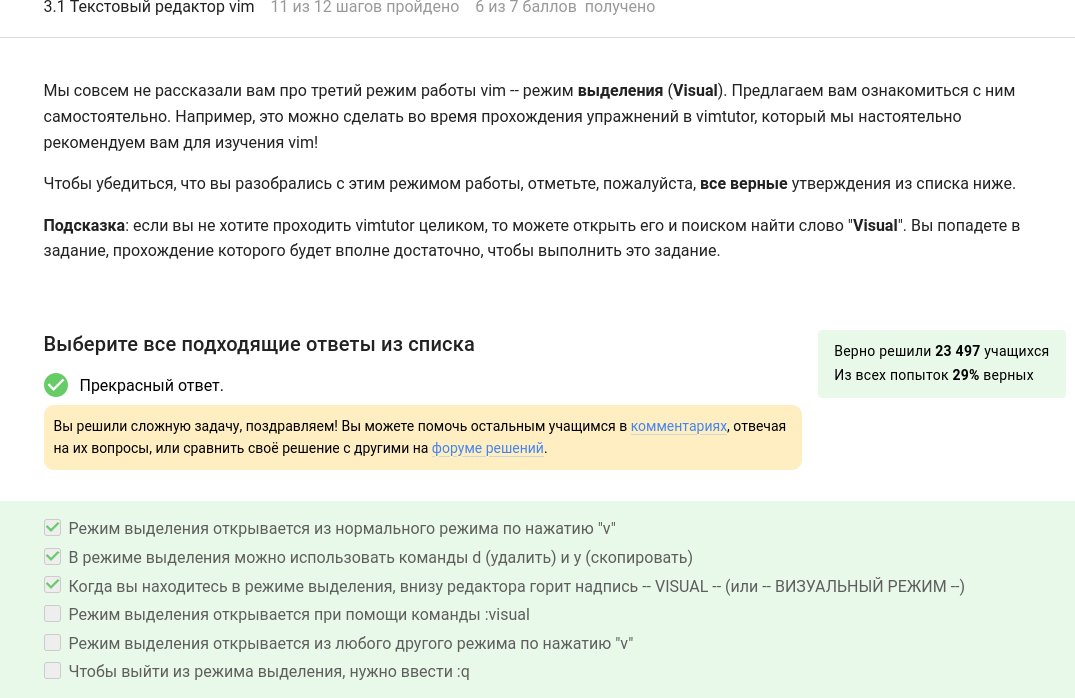 3.1 Текстовый редактор vim 11 из 12 шагов пройдено 6 из 7 баллов получено
Мы совсем не рассказали вам про третий режим работы vim -- режим выделения (Visual). Предлагаем вам ознакомиться с ним
самостоятельно. Например, это можно сделать во время прохождения упражнений в vimtutor, который мы настоятельно
рекомендуем вам для изучения vim!
Чтобы убедиться, что вы разобрались с этим режимом работы, отметьте, пожалуйста, все верные утверждения из списка ниже.
Подсказка: если вы не хотите проходить vimtutor целиком, то можете открыть его и поиском найти слово "Visual". Вы попадете в
задание, прохождение которого будет вполне достаточно, чтобы выполнить это задание.
Выберите все подходящие ответы из списка
Верно решили 23 497 учащихся
Из всех попыток 29% верных
Прекрасный ответ.
Вы решили сложную задачу, поздравляем! Вы можете помочь остальным учащимся в комментариях, отвечая
на их вопросы, или сравнить своё решение с другими на форуме решений.
Режим выделения открывается из нормального режима по нажатию "v"
В режиме выделения можно использовать команды d (удалить) и y (скопировать)
Когда вы находитесь в режиме выделения, внизу редактора горит надпись -- VISUAL -- (или -- ВИЗУАЛЬНЫЙ РЕЖИМ --)
Режим выделения открывается при помощи команды :visual
Режим выделения открывается из любого другого режима по нажатию "v"
Чтобы выйти из режима выделения, нужно ввести :q